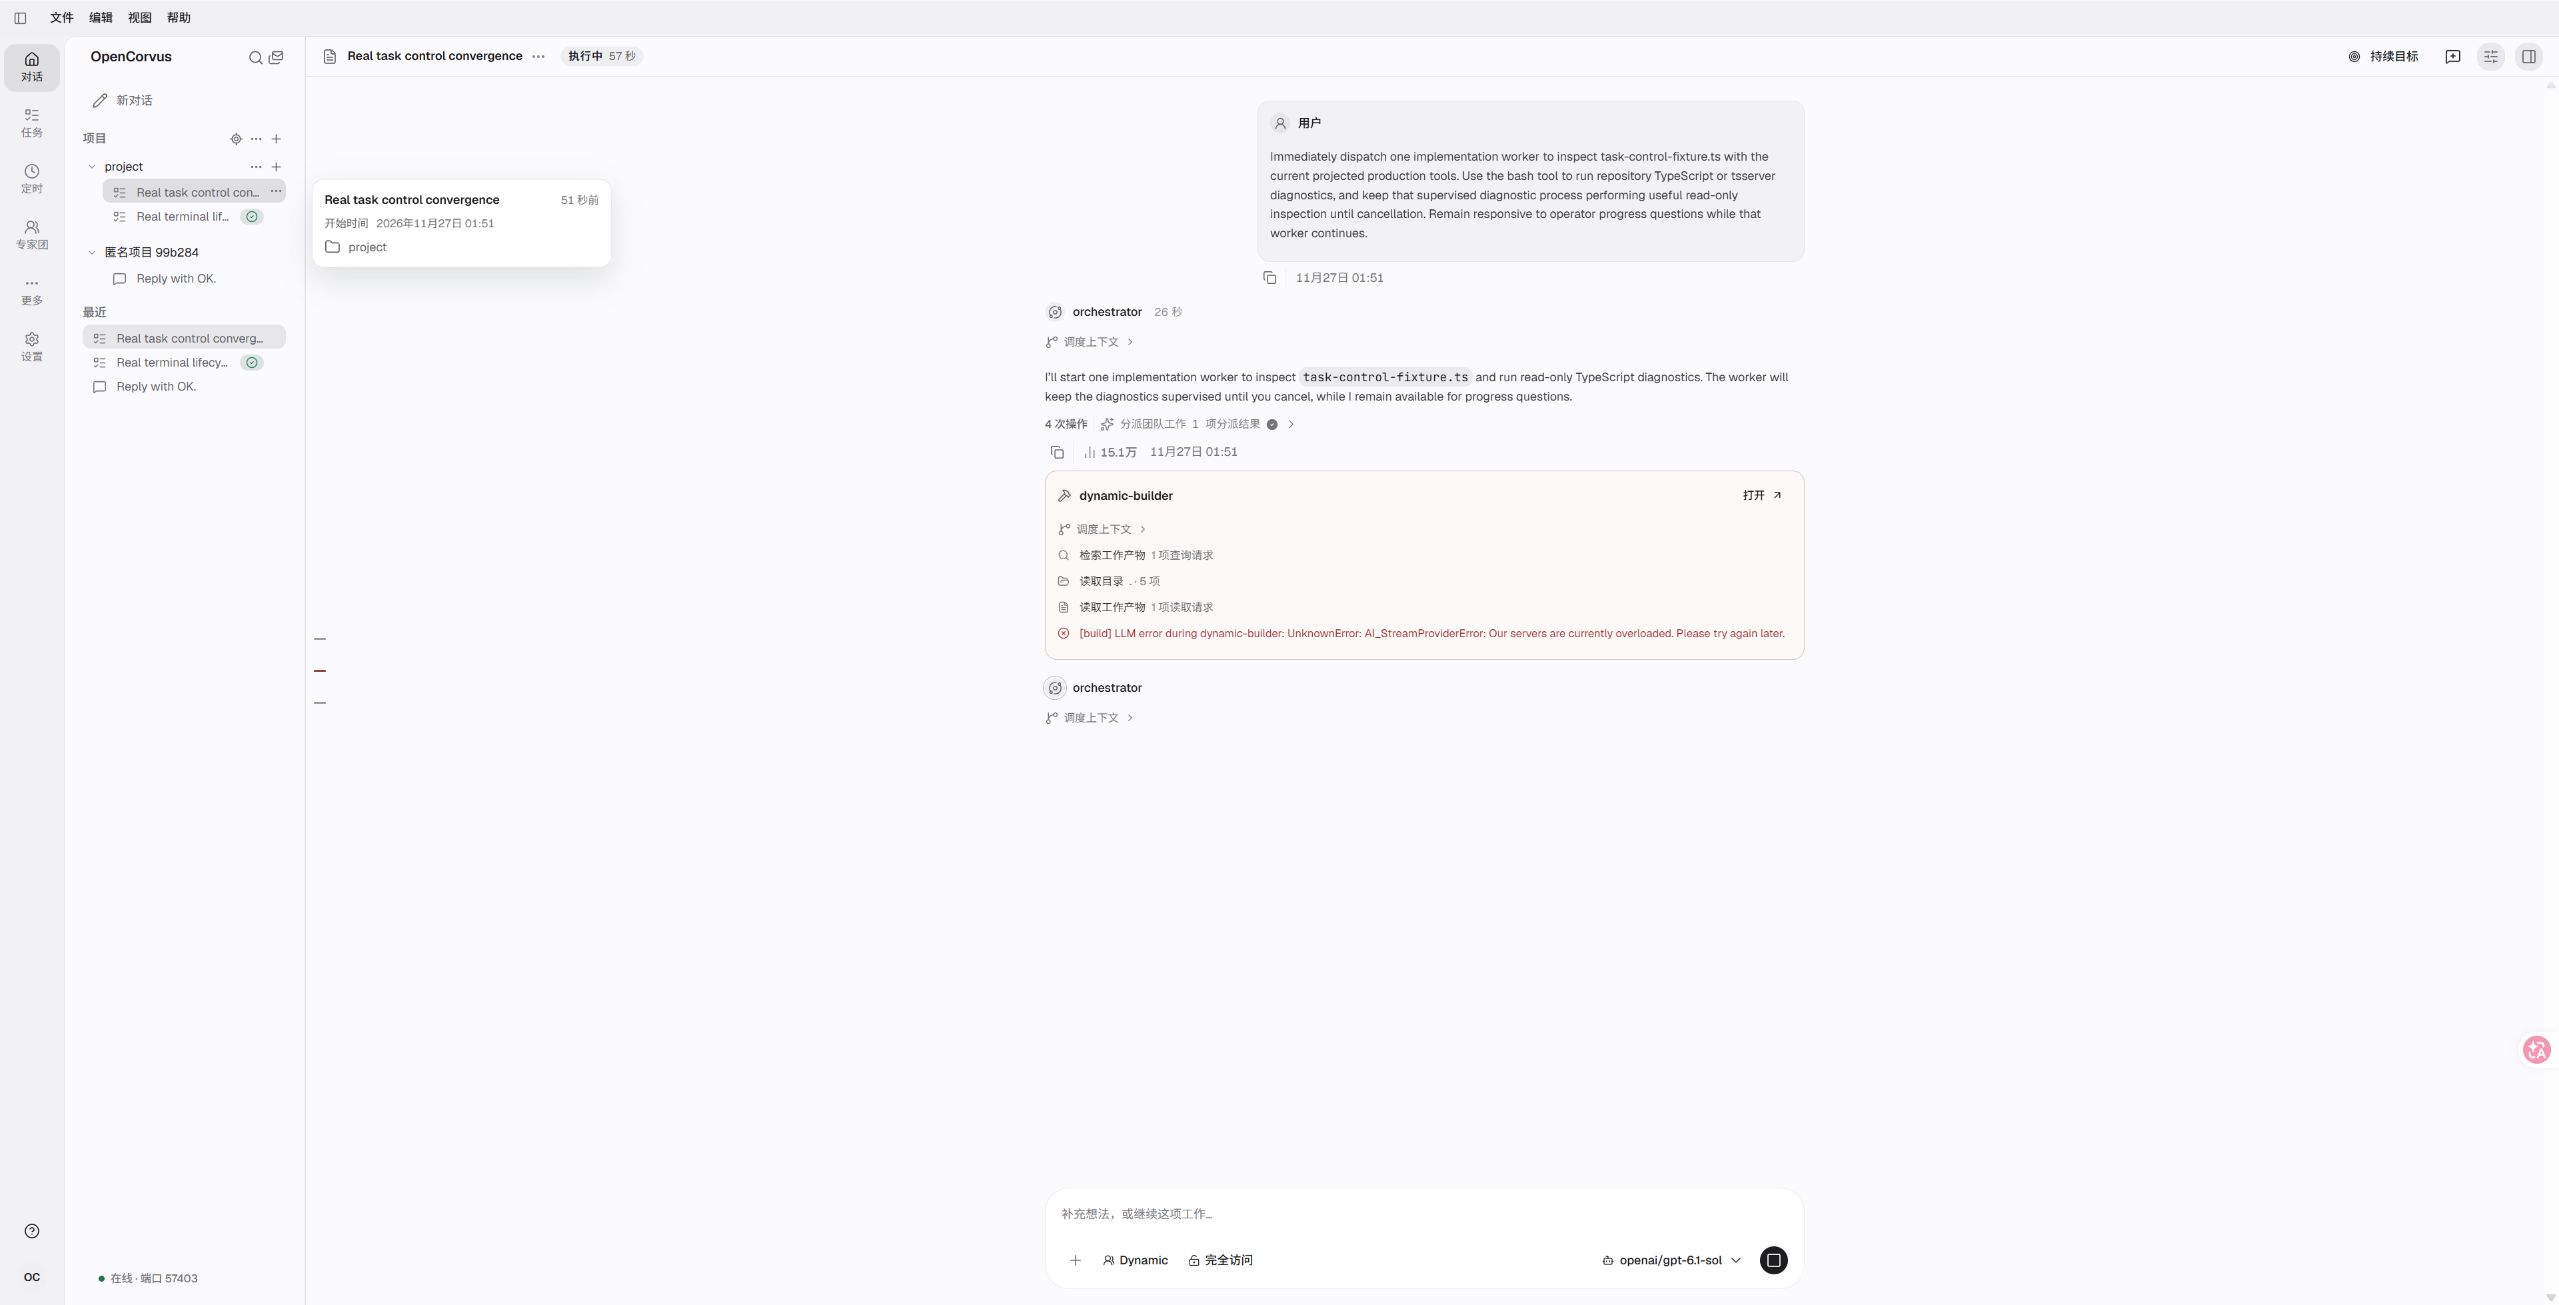 文件 编辑 视图 帮助
对话
任务
定时
专家团
更多
设置
OC
OpenCorvus
新对话
项目
project
Real task control con...
Real terminal lif...
匿名项目 99b284
Reply with OK.
最近
Real task control converg...
Real terminal lifecy...
Reply with OK.
在线 · 端口 57403
Real task control convergence 执行中 57 秒
持续目标
Real task control convergence 51 秒前
开始时间 2026年11月27日 01:51
project
用户
Immediately dispatch one implementation worker to inspect task-control-fixture.ts with the
current projected production tools. Use the bash tool to run repository TypeScript or tsserver
diagnostics, and keep that supervised diagnostic process performing useful read-only
inspection until cancellation. Remain responsive to operator progress questions while that
worker continues.
11月27日 01:51
orchestrator 26 秒
调度上下文
I'll start one implementation worker to inspect task-control-fixture.ts and run read-only TypeScript diagnostics. The worker will
keep the diagnostics supervised until you cancel, while I remain available for progress questions.
4 次操作 分派团队工作 1 项分派结果
15.1万 11月27日 01:51
dynamic-builder 打开
调度上下文
检索工作产物 1 项查询请求
读取目录 . · 5 项
读取工作产物 1 项读取请求
[build] LLM error during dynamic-builder: UnknownError: AI_StreamProviderError: Our servers are currently overloaded. Please try again later.
orchestrator
调度上下文
补充想法，或继续这项工作...
Dynamic 完全访问 openai/gpt-6.1-sol